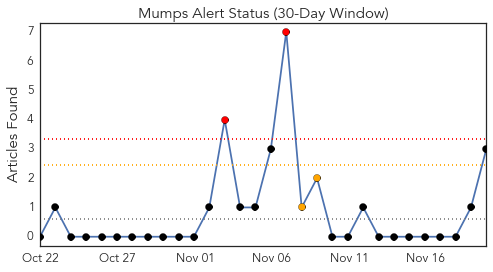 Mumps Alert Status (30-Day Window)
Articles Found
7
6
5
4
3
2
1
0
Oct 22 Oct 27 Nov 01 Nov 06 Nov 11 Nov 16